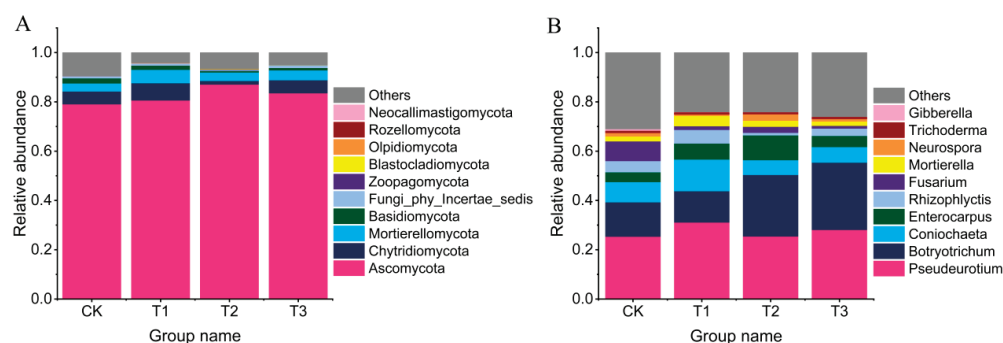 A
Relative abundance
1.0
0.8
0.6
0.4
0.2
0.0
CK T1 T2 T3
Group name
Others
Neocallimastigomycota
Rozellomycota
Olpidiomycota
Blastocladiomycota
Zoopagomycota
Fungi_phy_Incertae_sedis
Basidiomycota
Mortierellomycota
Chytridiomycota
Ascomycota
B
Relative abundance
1.0
0.8
0.6
0.4
0.2
0.0
CK T1 T2 T3
Group name
Others
Gibberella
Trichoderma
Neurospora
Mortierella
Fusarium
Rhizophlyctis
Enterocarpus
Coniochaeta
Botryotrichum
Pseudeurotium